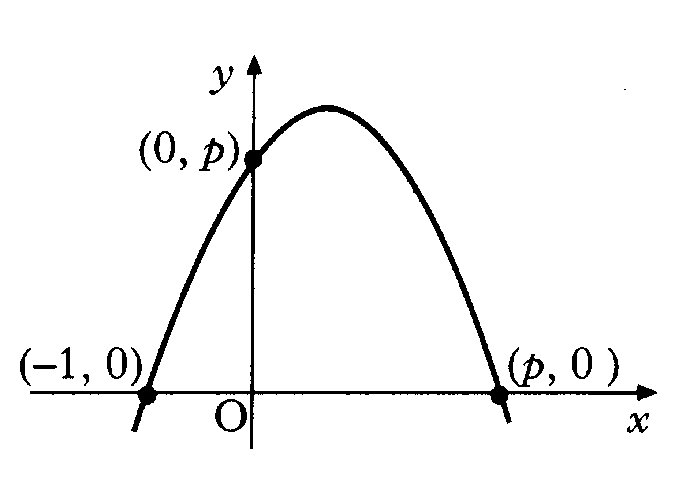 y
(0, p)
(−1, 0)
(p, 0 )
O
x